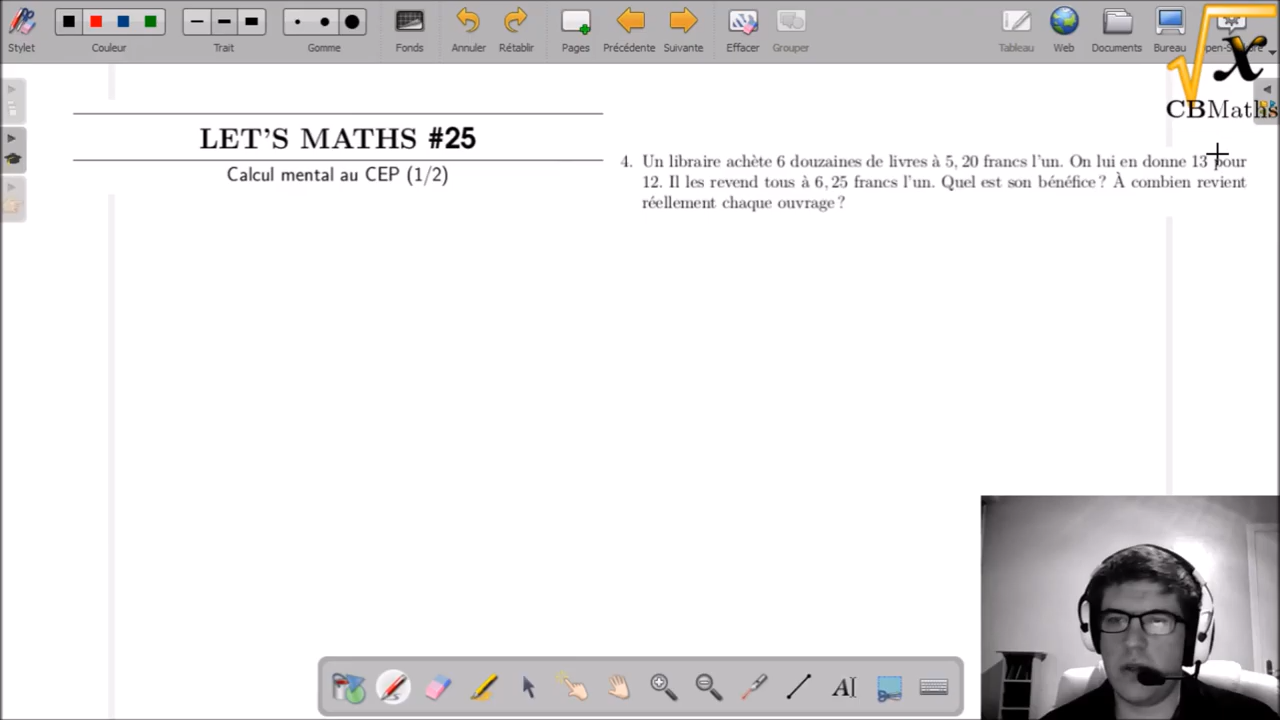 Stylet
Couleur
Trait
Gomme
Fonds
Annuler
Rétablir
Pages
Précédente
Suivante
Effacer
Grouper
Tableau
Web
Documents
Bureau
x
CBMaths
LET'S MATHS #25
Calcul mental au CEP (1/2)
4. Un libraire achète 6 douzaines de livres à 5, 20 francs l'un. On lui en donne 13 pour
12. Il les revend tous à 6, 25 francs l'un. Quel est son bénéfice ? À combien revient
réellement chaque ouvrage ?
AI